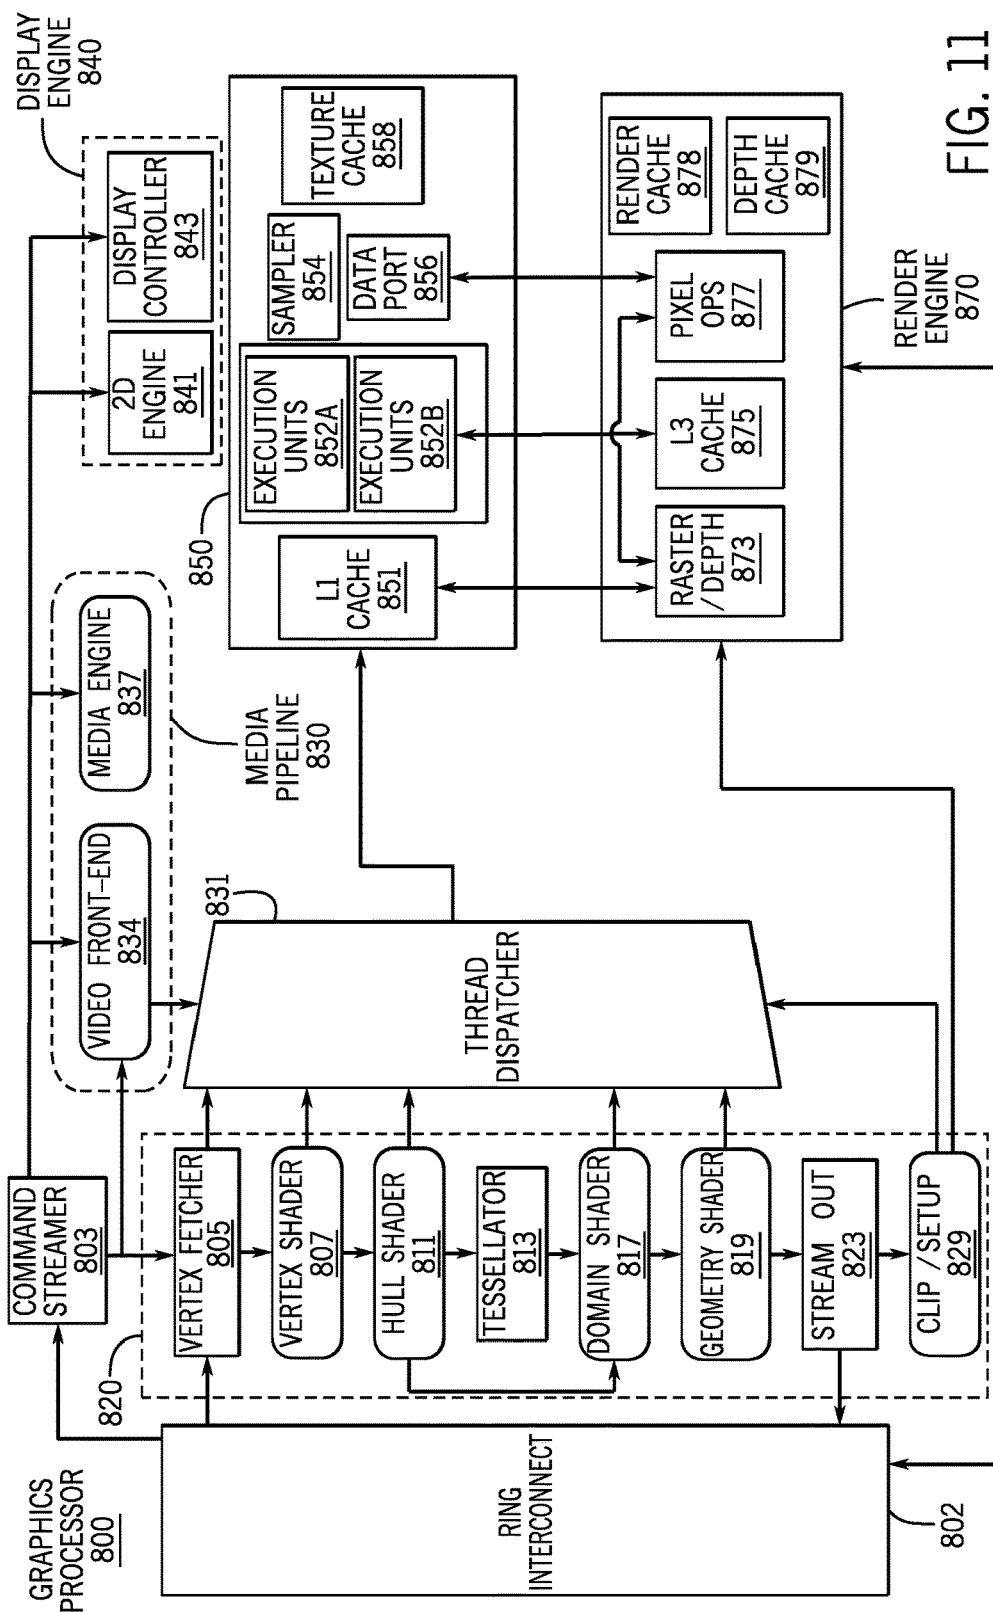 GRAPHICS
PROCESSOR
800
RING
INTERCONNECT
802
COMMAND
STREAMER
803
820
VERTEX FETCHER
805
VERTEX SHADER
807
HULL SHADER
811
TESSELLATOR
813
DOMAIN SHADER
817
GEOMETRY SHADER
819
STREAM OUT
823
CLIP/SETUP
829
VIDEO FRONT-END
834
MEDIA ENGINE
837
MEDIA
PIPELINE
830
THREAD
DISPATCHER
831
DISPLAY
ENGINE
840
2D
ENGINE
841
DISPLAY
CONTROLLER
843
850
L1
CACHE
851
EXECUTION
UNITS
852A
EXECUTION
UNITS
852B
SAMPLER
854
DATA
PORT
856
TEXTURE
CACHE
858
RASTER
/DEPTH
873
L3
CACHE
875
PIXEL
OPS
877
RENDER
CACHE
878
DEPTH
CACHE
879
RENDER
ENGINE
870
FIG. 11